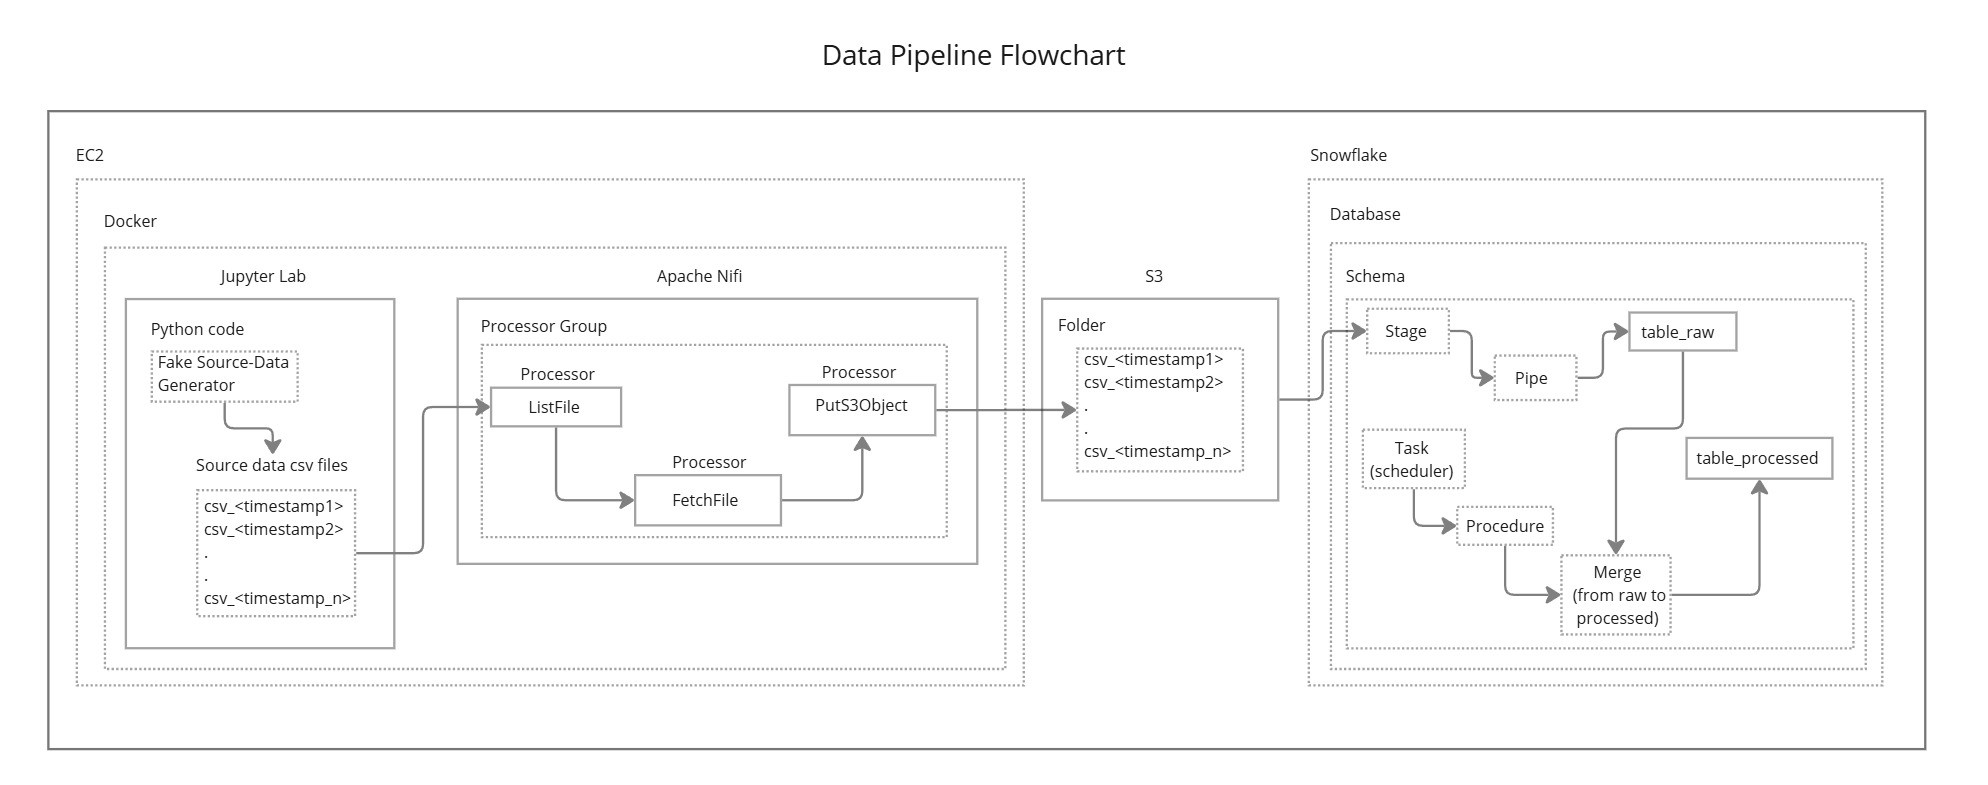 Data Pipeline Flowchart
EC2
Docker
Jupyter Lab
Python code
Fake Source-Data
Generator
Source data csv files
csv_<timestamp1>
csv_<timestamp2>
.
.
csv_<timestamp_n>
Apache Nifi
Processor Group
Processor
ListFile
Processor
FetchFile
Processor
PutS3Object
S3
Folder
csv_<timestamp1>
csv_<timestamp2>
.
.
csv_<timestamp_n>
Snowflake
Database
Schema
Stage
Pipe
table_raw
Task
(scheduler)
Procedure
Merge
(from raw to
processed)
table_processed